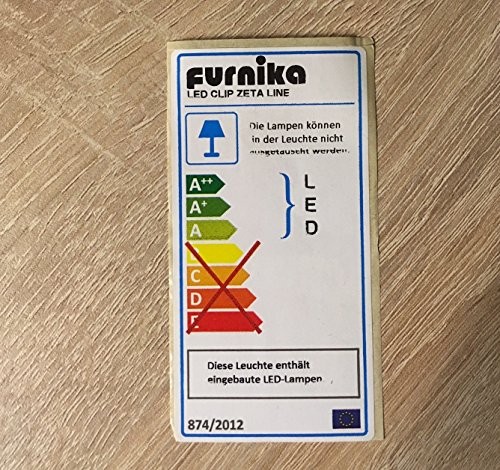 furnika
LED CLIP ZETA LINE
Die Lampen können
in der Leuchte nicht
ausgetauscht werden.
A++
A+
A
C
D
E
L
E
D
Diese Leuchte enthält
eingebaute LED-Lampen
874/2012